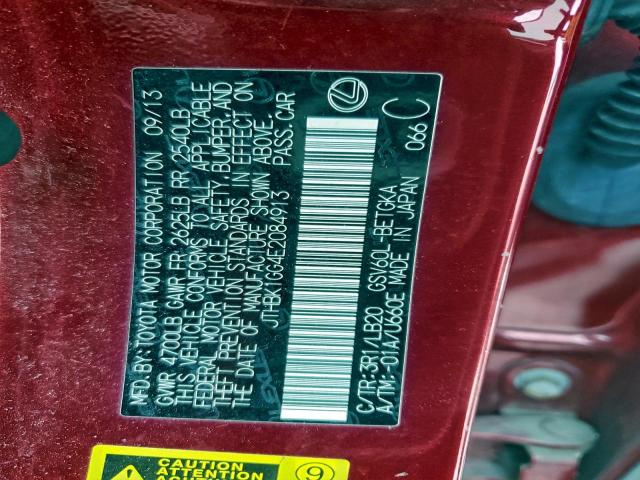 MFD.BY: TOYOTA MOTOR CORPORATION 09/13
GVWR 4700LB GAWR FR 2625LB RR 2540LB
THIS VEHICLE CONFORMS TO ALL APPLICABLE
FEDERAL MOTOR VEHICLE SAFETY, BUMPER, AND
THEFT PREVENTION STANDARDS IN EFFECT ON
THE DATE OF MANUFACTURE SHOWN ABOVE.
JTHBK1GG4E2084913 PASS.CAR
C/TR:3R1/LB20 GSV60L-BETGKA
A/TM:-01A/U660E MADE IN JAPAN 066 C
CAUTION
ATTENTION
9